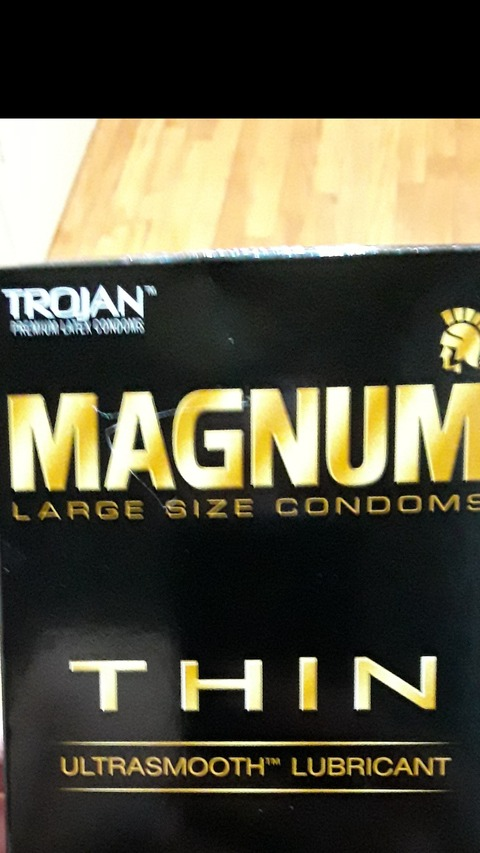 TROJAN™
PREMIUM LATEX CONDOMS
MAGNUM
LARGE SIZE CONDOMS
THIN
ULTRASMOOTH™ LUBRICANT